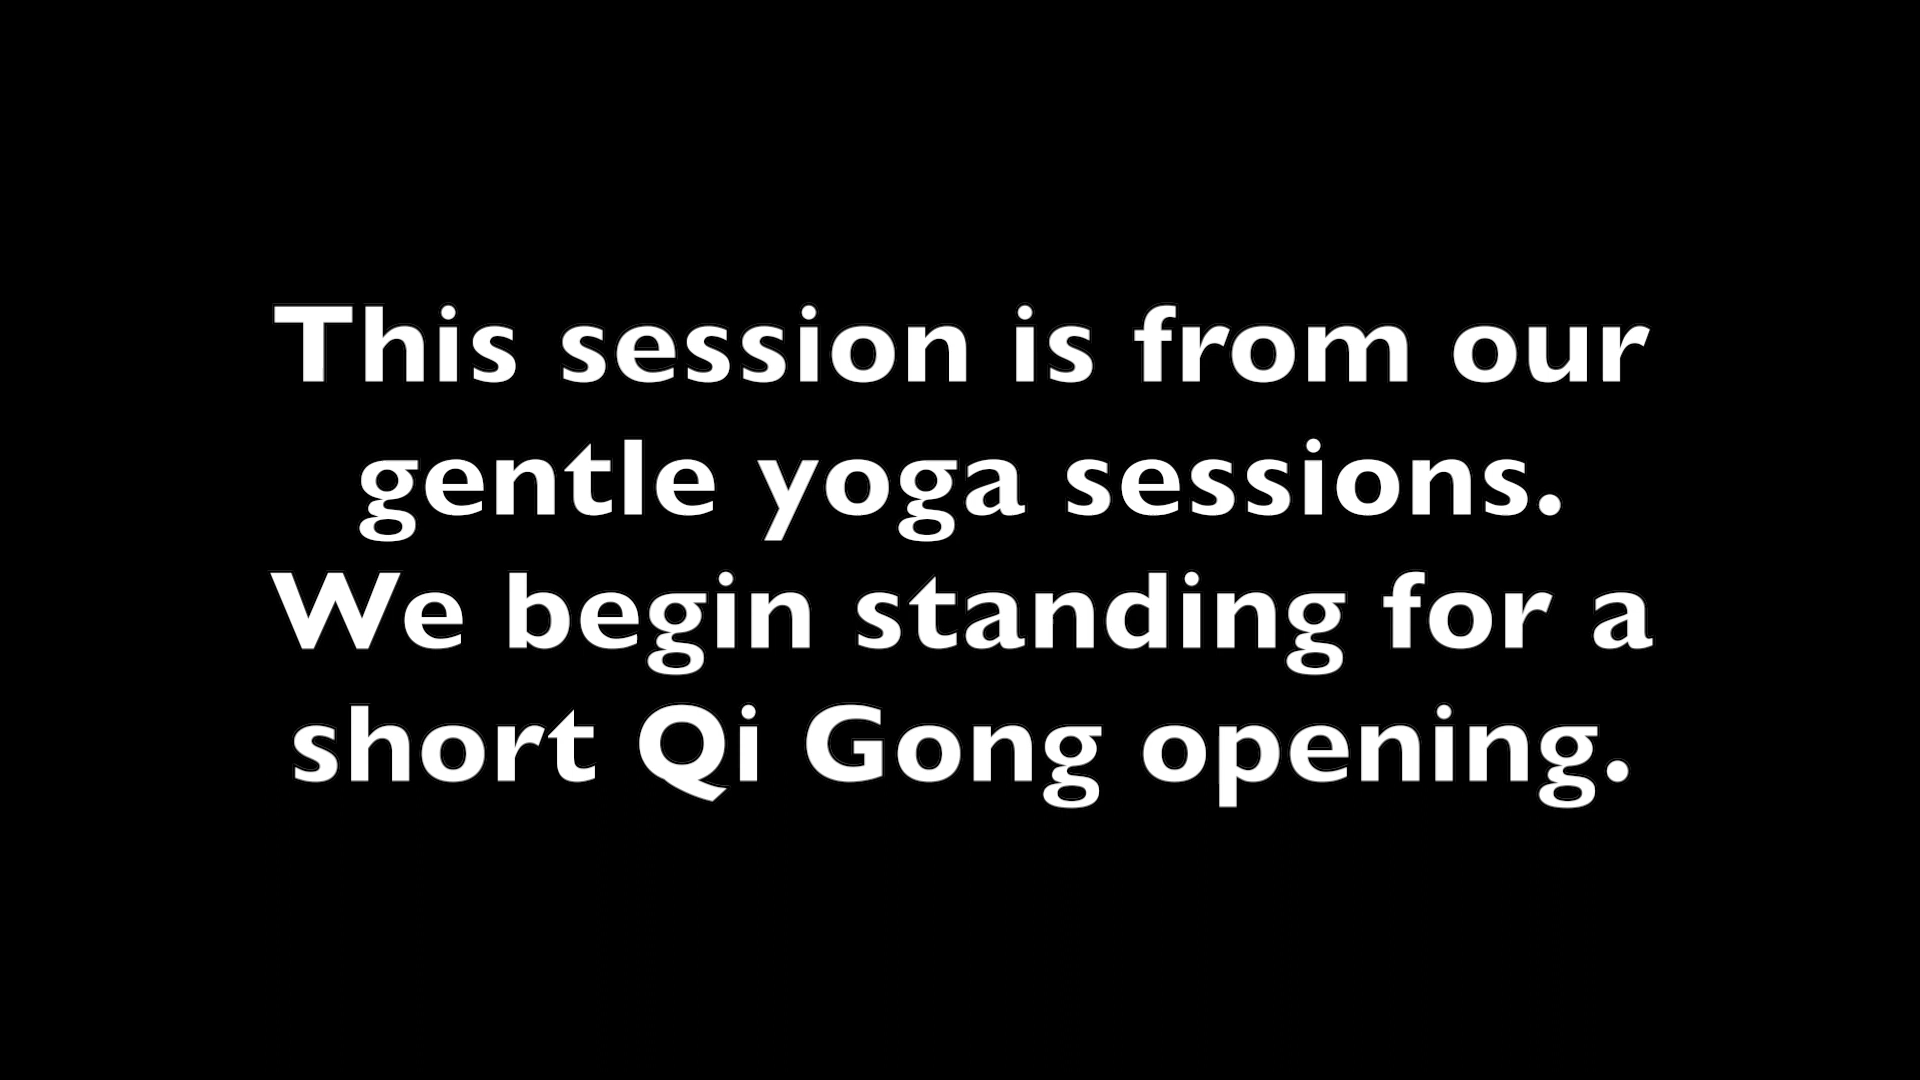 This session is from our
gentle yoga sessions.
We begin standing for a
short Qi Gong opening.